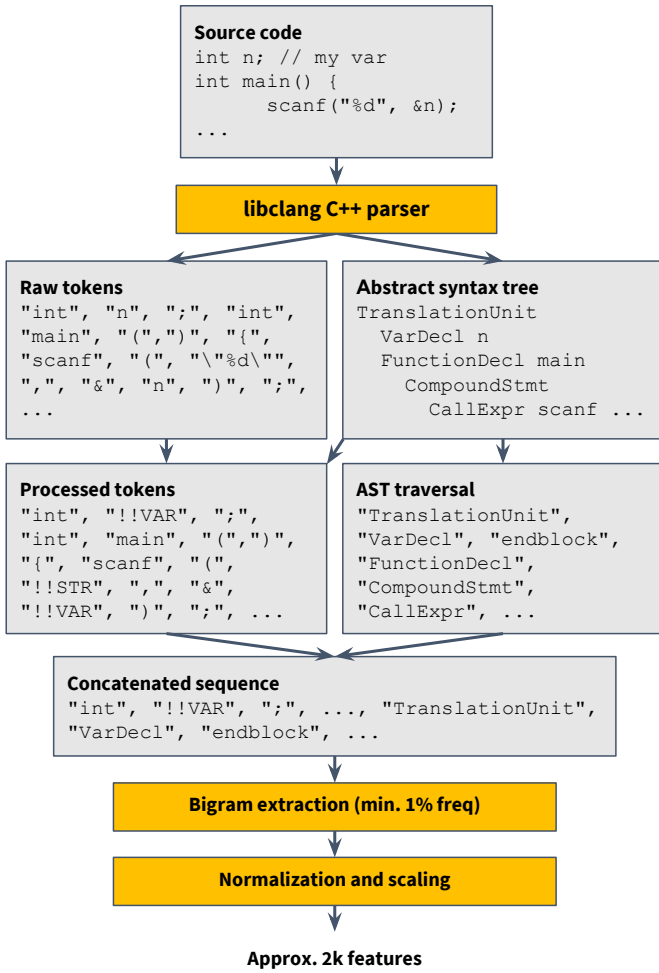 Source code
int n; // my var
int main() {
scanf("%d", &n);
...
libclang C++ parser
Raw tokens
"int", "n", ";", "int",
"main", "(",")", "{",
"scanf", "(", "\"%d\"",
",", "&", "n", ")", ";",
...
Abstract syntax tree
TranslationUnit
VarDecl n
FunctionDecl main
CompoundStmt
CallExpr scanf ...
Processed tokens
"int", "!!VAR", ";",
"int", "main", "(",")",
"{", "scanf", "(",
"!!STR", ",", "&",
"!!VAR", ")", ";", ...
AST traversal
"TranslationUnit",
"VarDecl", "endblock",
"FunctionDecl",
"CompoundStmt",
"CallExpr", ...
Concatenated sequence
"int", "!!VAR", ";", ..., "TranslationUnit",
"VarDecl", "endblock", ...
Bigram extraction (min. 1% freq)
Normalization and scaling
Approx. 2k features